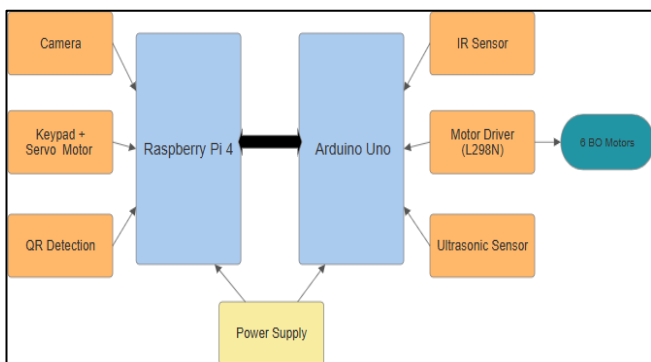 Camera
IR Sensor
Keypad +
Servo Motor
Raspberry Pi 4
Arduino Uno
Motor Driver
(L298N)
6 BO Motors
QR Detection
Ultrasonic Sensor
Power Supply